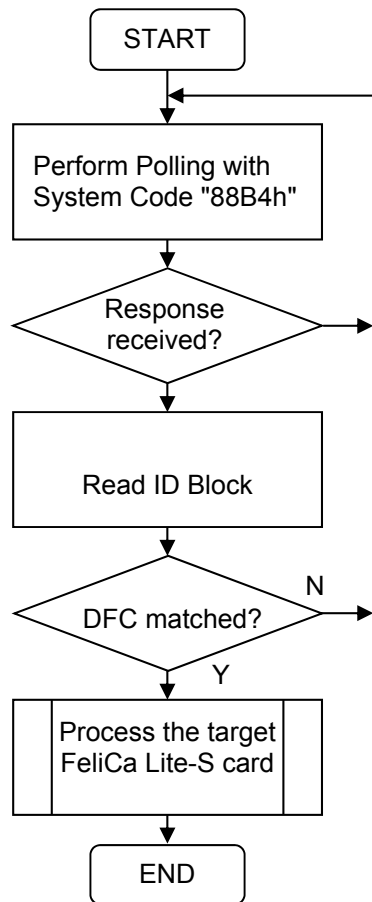 START
Perform Polling with
System Code "88B4h"
Response
received?
Read ID Block
DFC matched?
N
Y
Process the target
FeliCa Lite-S card
END